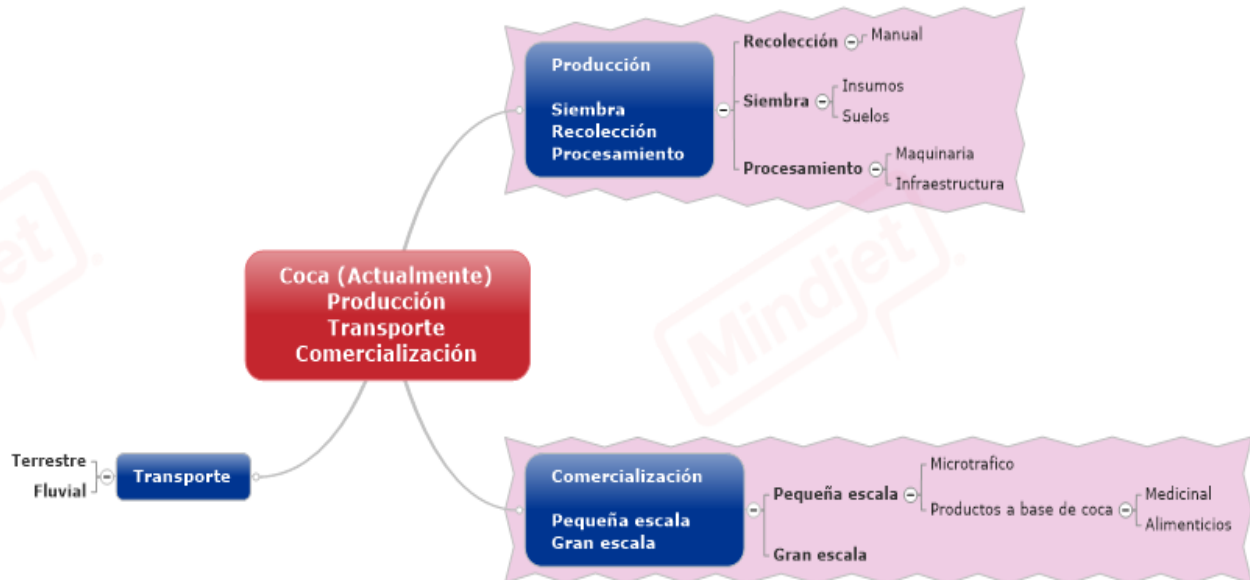 Coca (Actualmente)
Producción
Transporte
Comercialización
Producción
Siembra
Recolección
Procesamiento
Recolección
Manual
Siembra
Insumos
Suelos
Procesamiento
Maquinaria
Infraestructura
Transporte
Terrestre
Fluvial
Comercialización
Pequeña escala
Gran escala
Pequeña escala
Microtrafico
Productos a base de coca
Medicinal
Alimenticios
Gran escala
Mindjet
jet